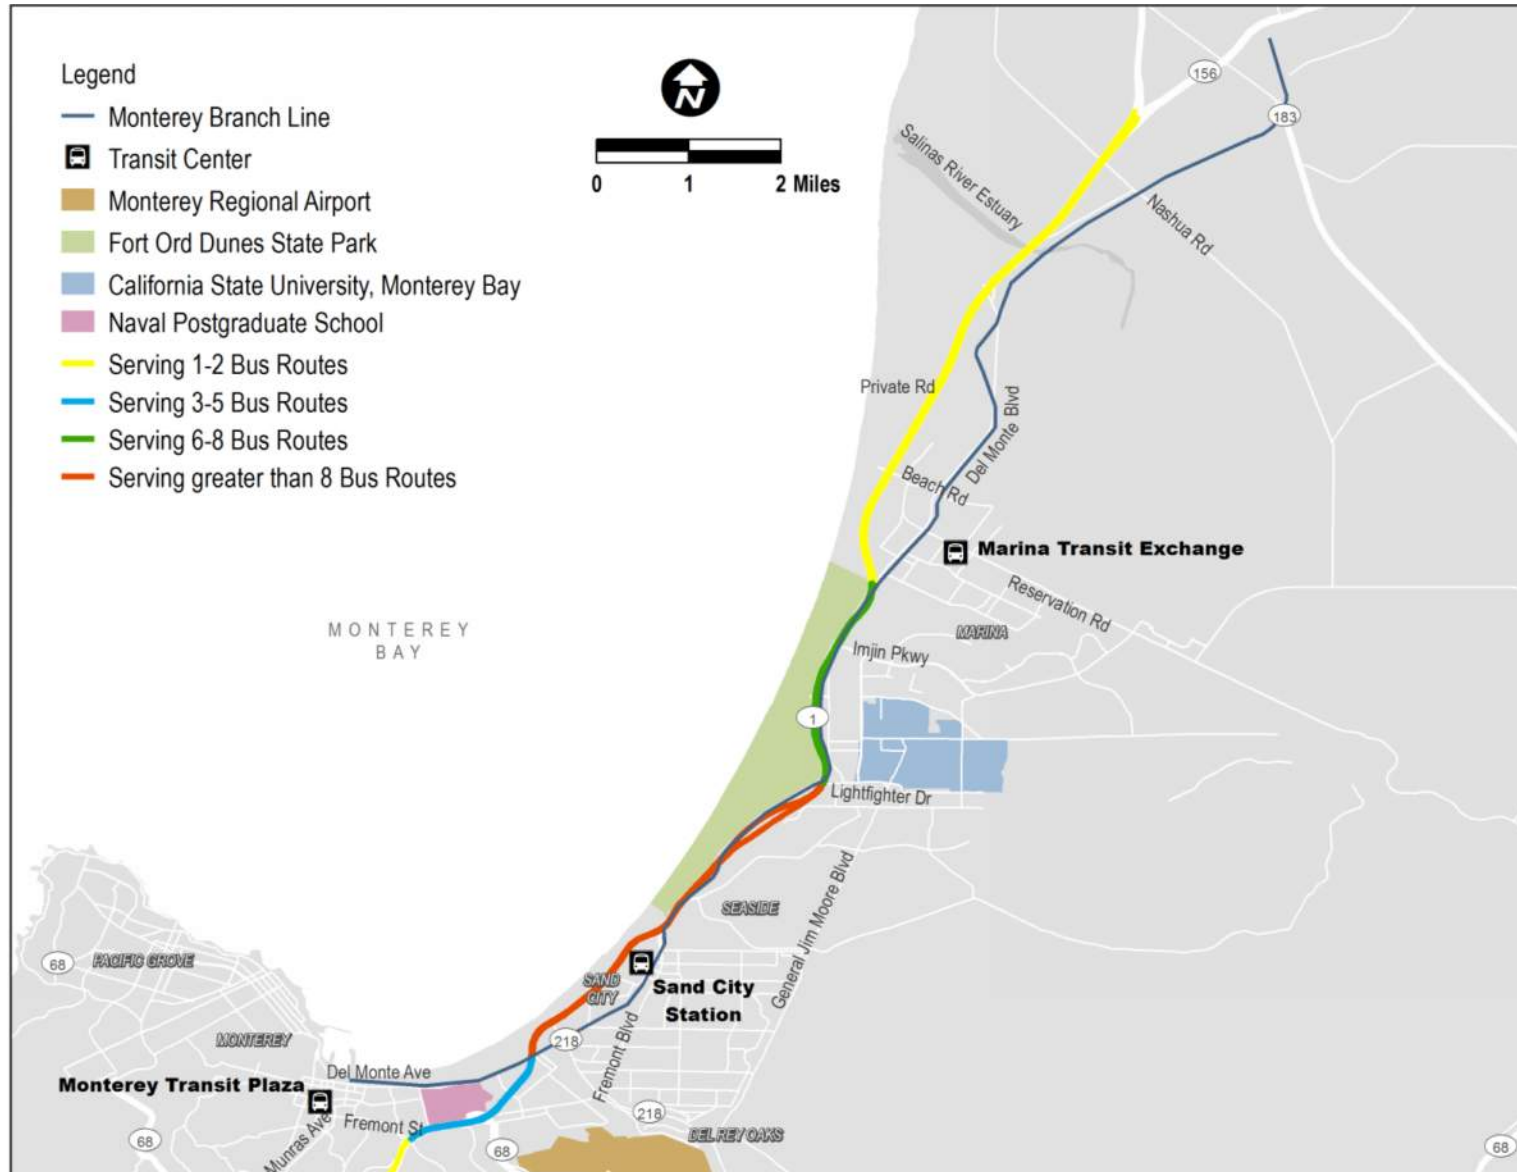 Legend
Monterey Branch Line
Transit Center
Monterey Regional Airport
Fort Ord Dunes State Park
California State University, Monterey Bay
Naval Postgraduate School
Serving 1-2 Bus Routes
Serving 3-5 Bus Routes
Serving 6-8 Bus Routes
Serving greater than 8 Bus Routes
N
0 1 2 Miles
156
183
Salinas River Estuary
Nashua Rd
Private Rd
Del Monte Blvd
Beach Rd
Marina Transit Exchange
Reservation Rd
MONTEREY
BAY
MARINA
Imjin Pkwy
1
Lightfighter Dr
General Jim Moore Blvd
SEASIDE
68
PACIFIC GROVE
SAND
CITY
Sand City
Station
MONTEREY
218
Fremont Blvd
Del Monte Ave
Monterey Transit Plaza
Fremont St
Munras Ave
218
DEL REY OAKS
68
68
68